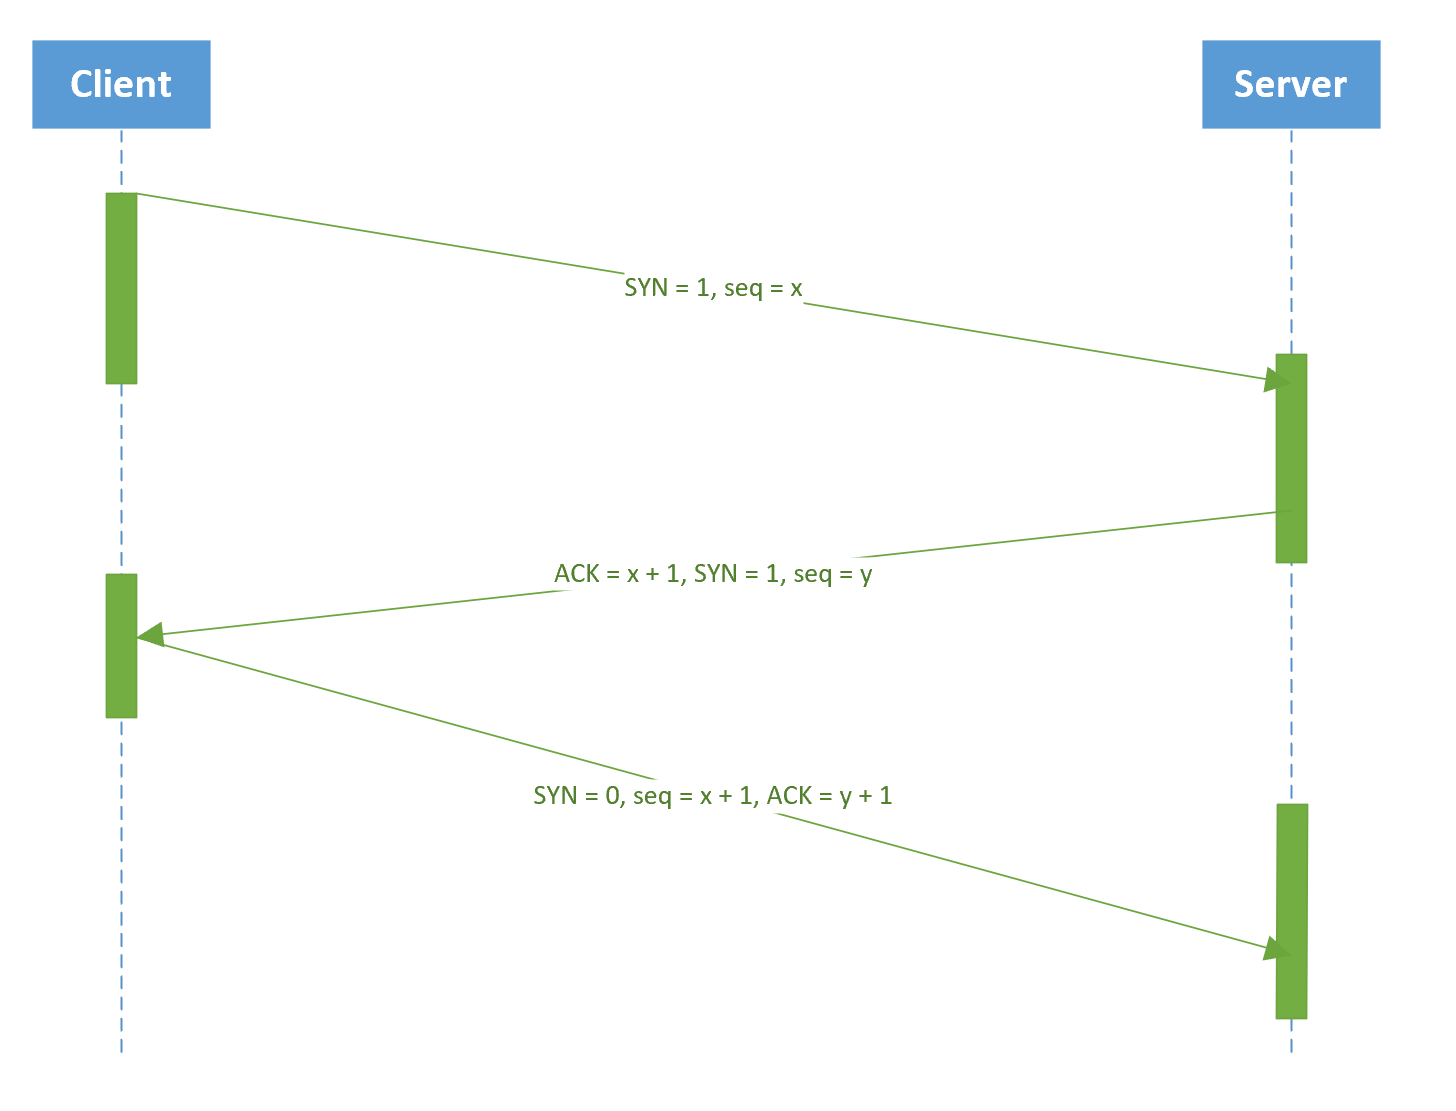 Client
Server
SYN = 1, seq = x
ACK = x + 1, SYN = 1, seq = y
SYN = 0, seq = x + 1, ACK = y + 1